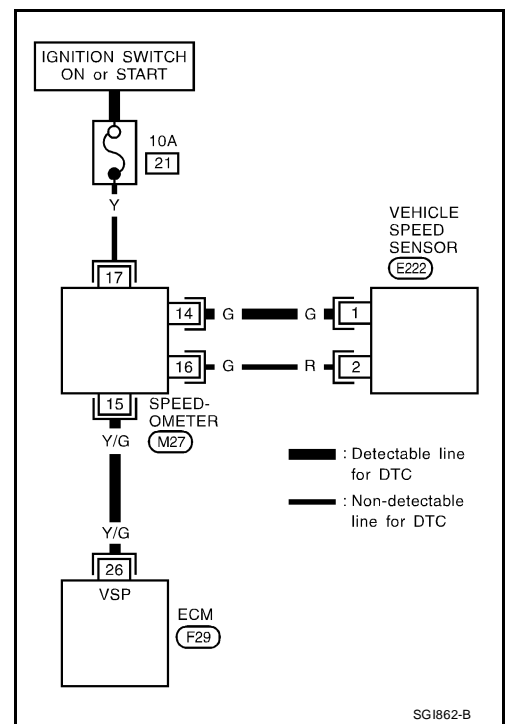 IGNITION SWITCH
ON or START
10A
21
Y
VEHICLE
SPEED
SENSOR
E222
17
14
G
G
1
16
G
R
2
15
SPEED-
OMETER
M27
Y/G
: Detectable line
for DTC
: Non-detectable
line for DTC
Y/G
26
VSP
ECM
F29
SGI862-B